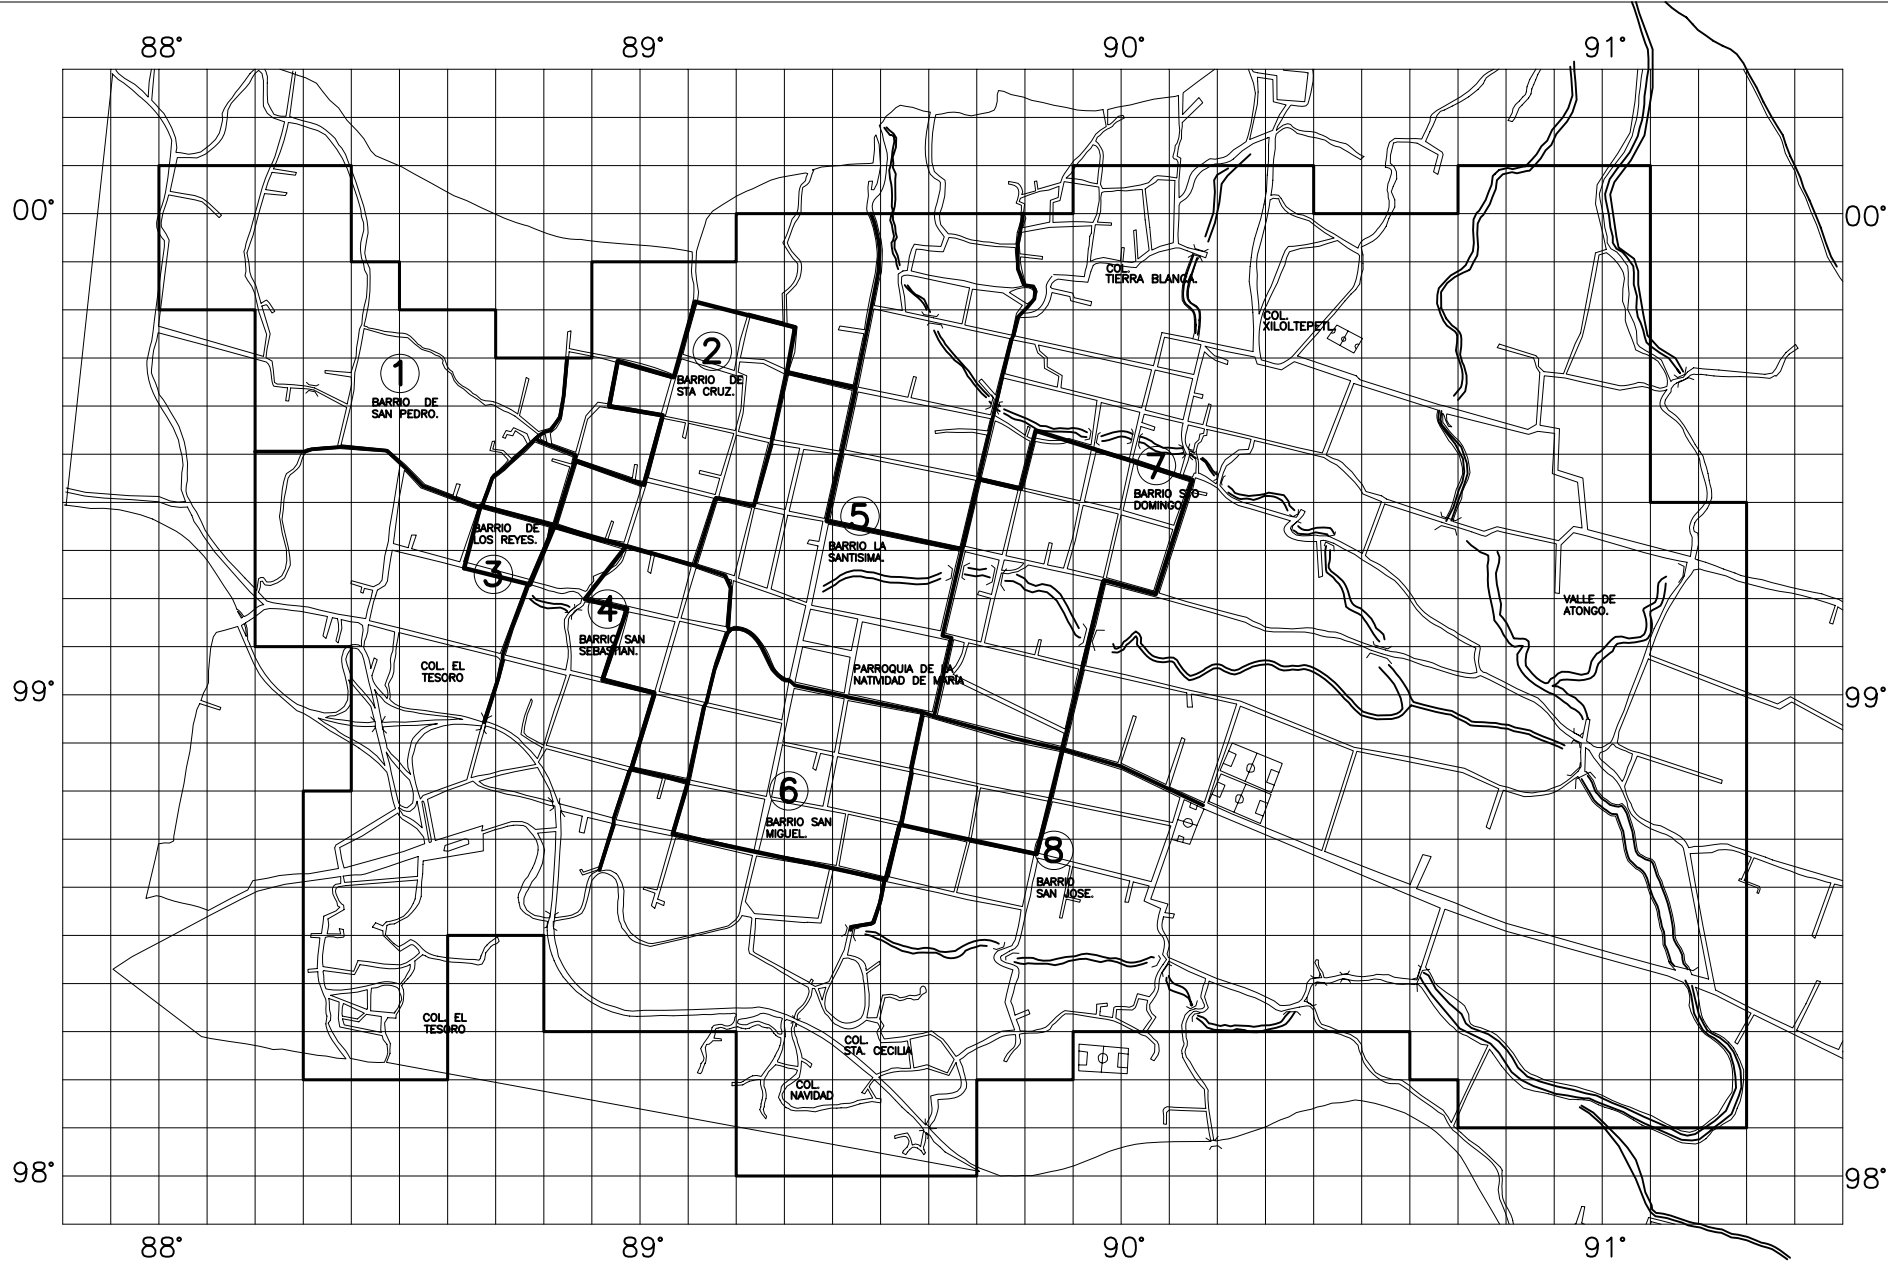 88° 89° 90° 91°
00° 00°
COL.
TIERRA BLANCA.
COL.
XILOLTEPETL.
2
BARRIO DE
STA CRUZ.
1
BARRIO DE
SAN PEDRO.
7
BARRIO STO
DOMINGO
5
BARRIO LA
SANTISIMA.
BARRIO DE
LOS REYES.
3
4
BARRIO SAN
SEBASTIAN.
VALLE DE
ATONGO.
COL. EL
TESORO
PARROQUIA DE LA
NATIVIDAD DE MARIA
99° 99°
6
BARRIO SAN
MIGUEL.
8
BARRIO
SAN JOSE.
COL. EL
TESORO
COL.
STA. CECILIA
COL.
NAVIDAD
98° 98°
88° 89° 90° 91°